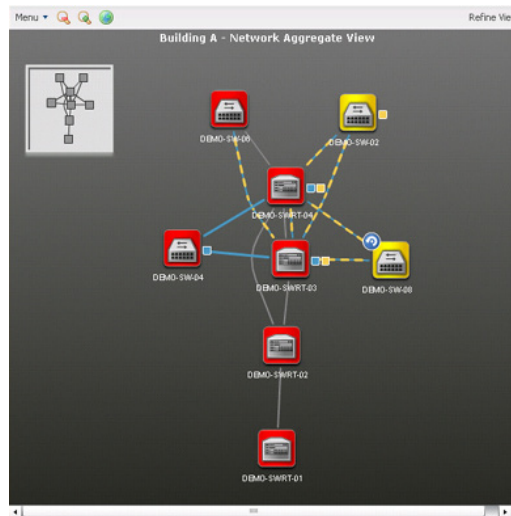 Menu
Refine Vie
Building A - Network Aggregate View
DEMO-SW-06
DEMO-SW-02
DEMO-SWRT-04
DEMO-SW-04
DEMO-SWRT-03
DEMO-SW-08
DEMO-SWRT-02
DEMO-SWRT-01